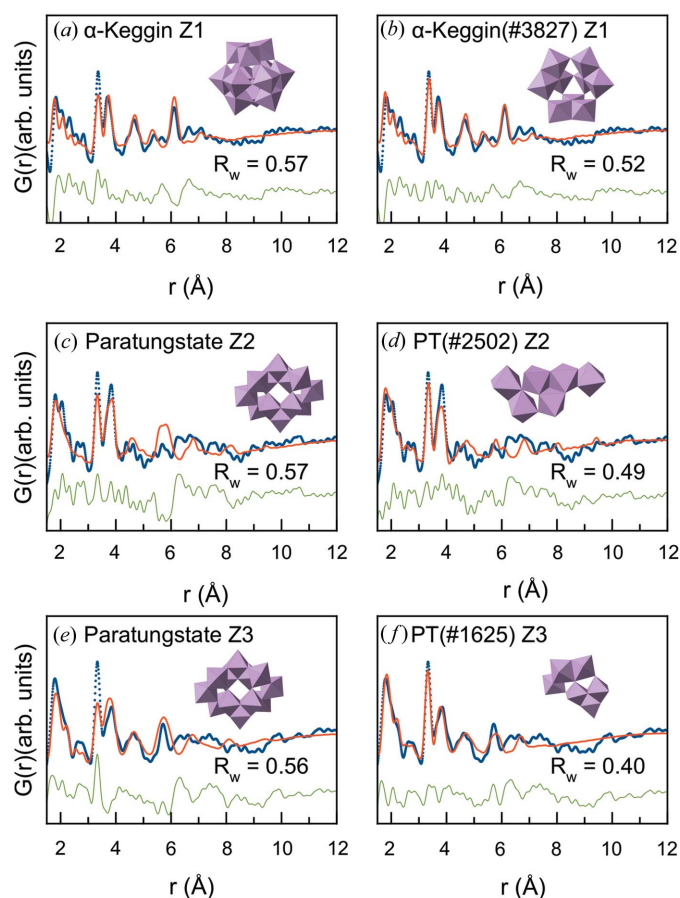 (a) α-Keggin Z1
(b) α-Keggin(#3827) Z1
G(r)(arb. units)
R_w = 0.57
R_w = 0.52
2 4 6 8 10 12
2 4 6 8 10 12
r (Å)
r (Å)
(c) Paratungstate Z2
(d) PT(#2502) Z2
G(r)(arb. units)
R_w = 0.57
R_w = 0.49
2 4 6 8 10 12
2 4 6 8 10 12
r (Å)
r (Å)
(e) Paratungstate Z3
(f) PT(#1625) Z3
G(r)(arb. units)
R_w = 0.56
R_w = 0.40
2 4 6 8 10 12
2 4 6 8 10 12
r (Å)
r (Å)